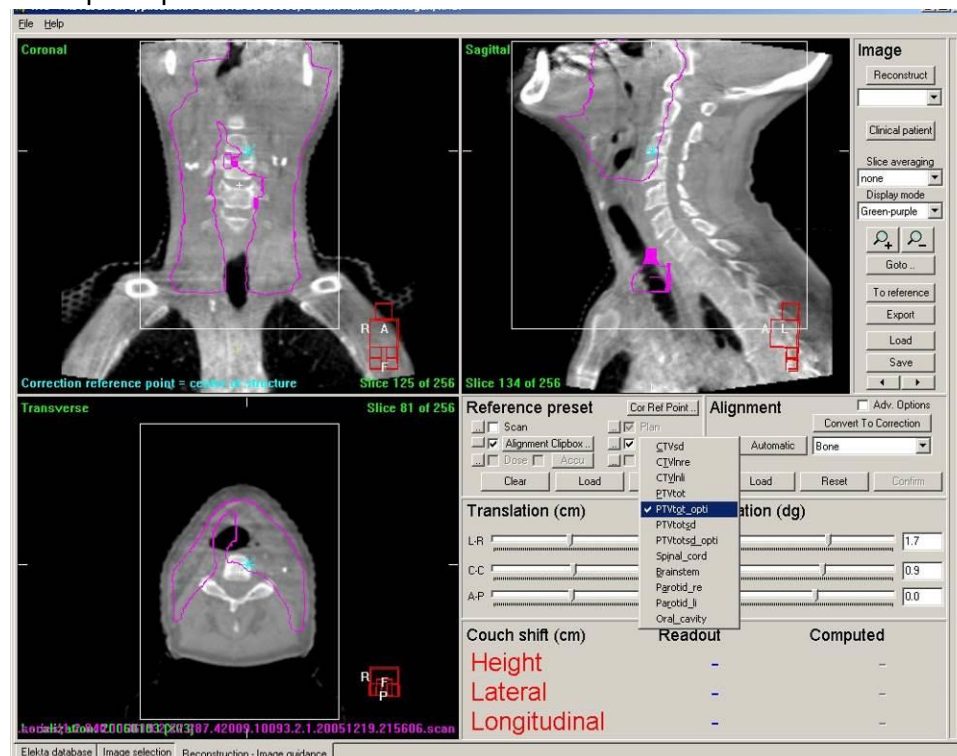 File Help
Coronal
R A
F
Correction reference point = center of structure
Slice 125 of 256
Sagittal
A L
Slice 134 of 256
Transverse
Slice 81 of 256
R F
P
Image
Reconstruct
Clinical patient
Slice averaging
none
Display mode
Green-purple
Goto ..
To reference
Export
Load
Save
Reference preset
Cor Ref Point ..
... Scan
... Plan
... Alignment Clipbox ..
...
... Dose
Accu
...
Clear
Load
Alignment
Adv. Options
Convert To Correction
Automatic
Bone
Load
Reset
Confirm
CTVsd
CTVlnre
CTVlnli
PTVtot
PTVtot_opti
PTVtotsd
PTVtotsd_opti
Spinal_cord
Brainstem
Parotid_re
Parotid_li
Oral_cavity
Translation (cm)
ation (dg)
L-R
1.7
C-C
0.9
A-P
0.0
Couch shift (cm)
Readout
Computed
Height - -
Lateral - -
Longitudinal - -
Elekta database
Image selection
Reconstruction - Image guidance